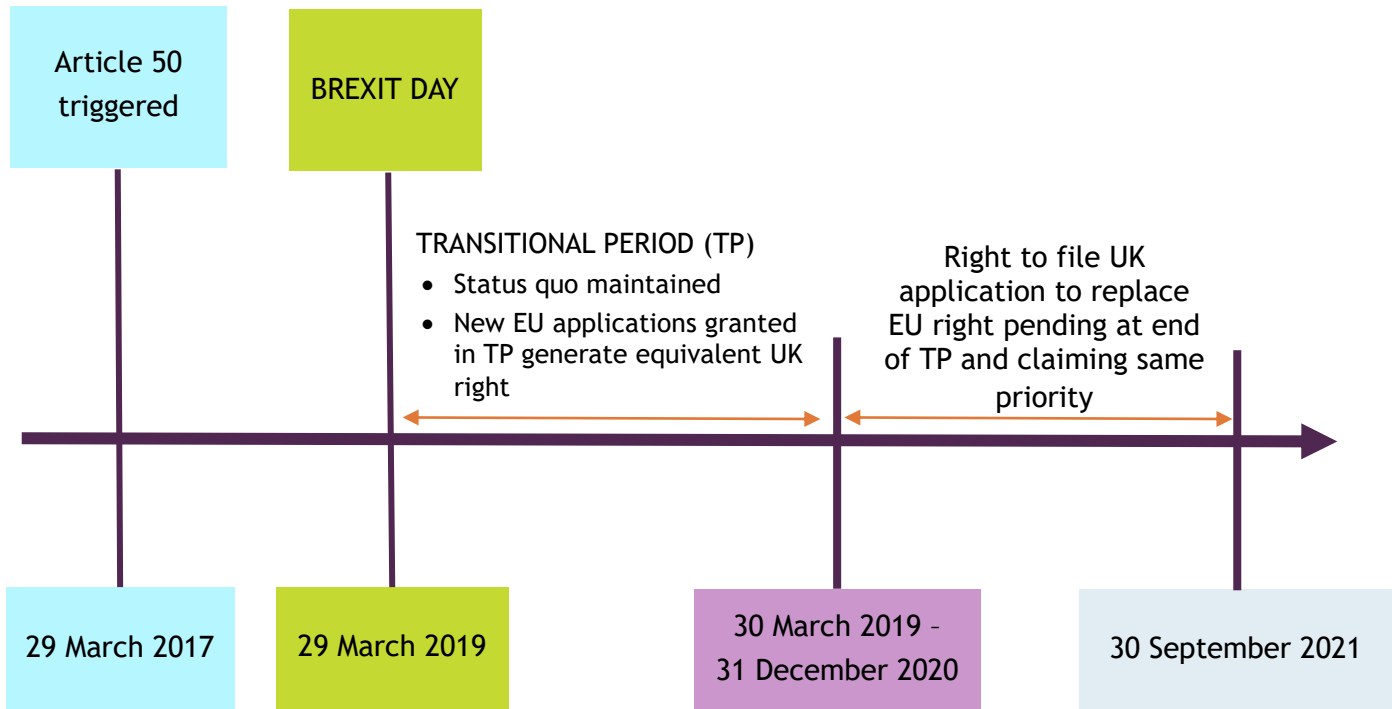 Article 50
triggered
BREXIT DAY
TRANSITIONAL PERIOD (TP)
• Status quo maintained
• New EU applications granted
in TP generate equivalent UK
right
Right to file UK
application to replace
EU right pending at end
of TP and claiming same
priority
29 March 2017
29 March 2019
30 March 2019 –
31 December 2020
30 September 2021